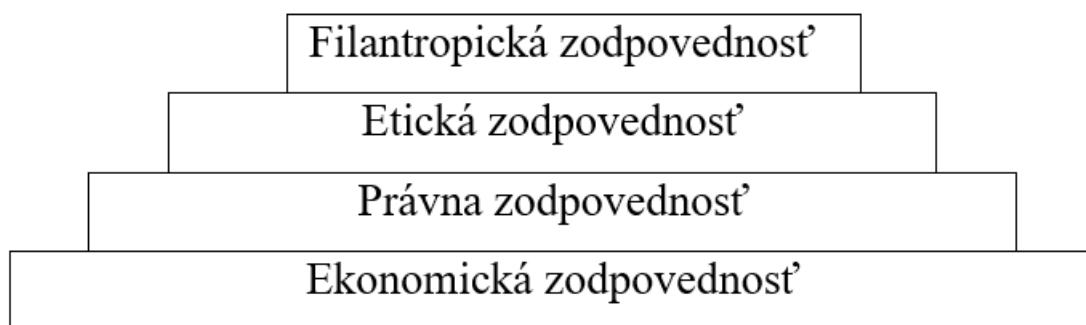 Filantropická zodpovednosť
Etická zodpovednosť
Právna zodpovednosť
Ekonomická zodpovednosť